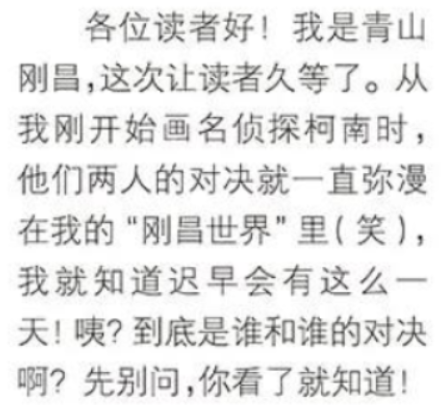 各位读者好！我是青山
刚昌，这次让读者久等了。从
我刚开始画名侦探柯南时，
他们两人的对决就一直弥漫
在我的“刚昌世界”里（笑），
我就知道迟早会有这么一
天！咦？到底是谁和谁的对决
啊？先别问，你看了就知道！